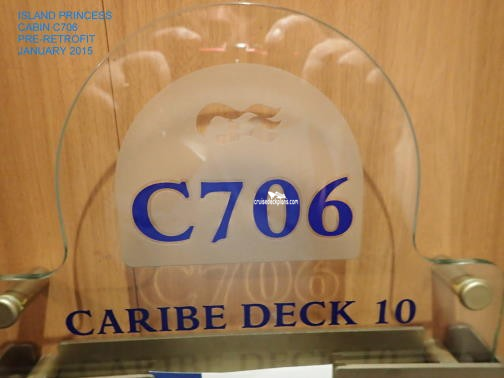 ISLAND PRINCESS
CABIN C706
PRE-RETROFIT
JANUARY 2015
C706
cruisedeckplans.com
CARIBE DECK 10